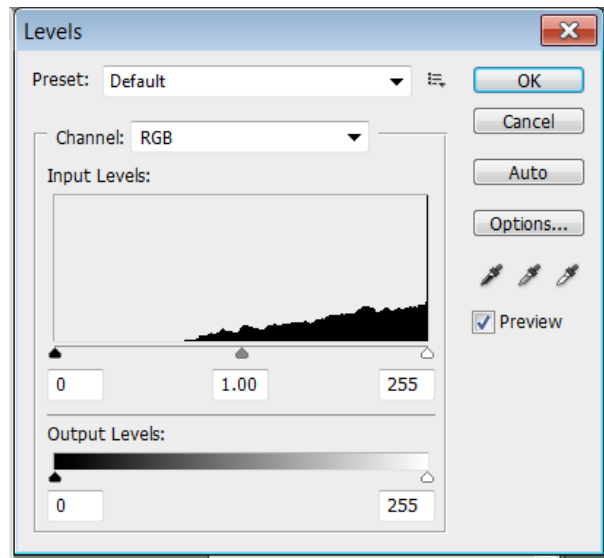 Levels
Preset: Default
OK
Channel: RGB
Cancel
Input Levels:
Auto
Options...
Preview
0 1.00 255
Output Levels:
0 255